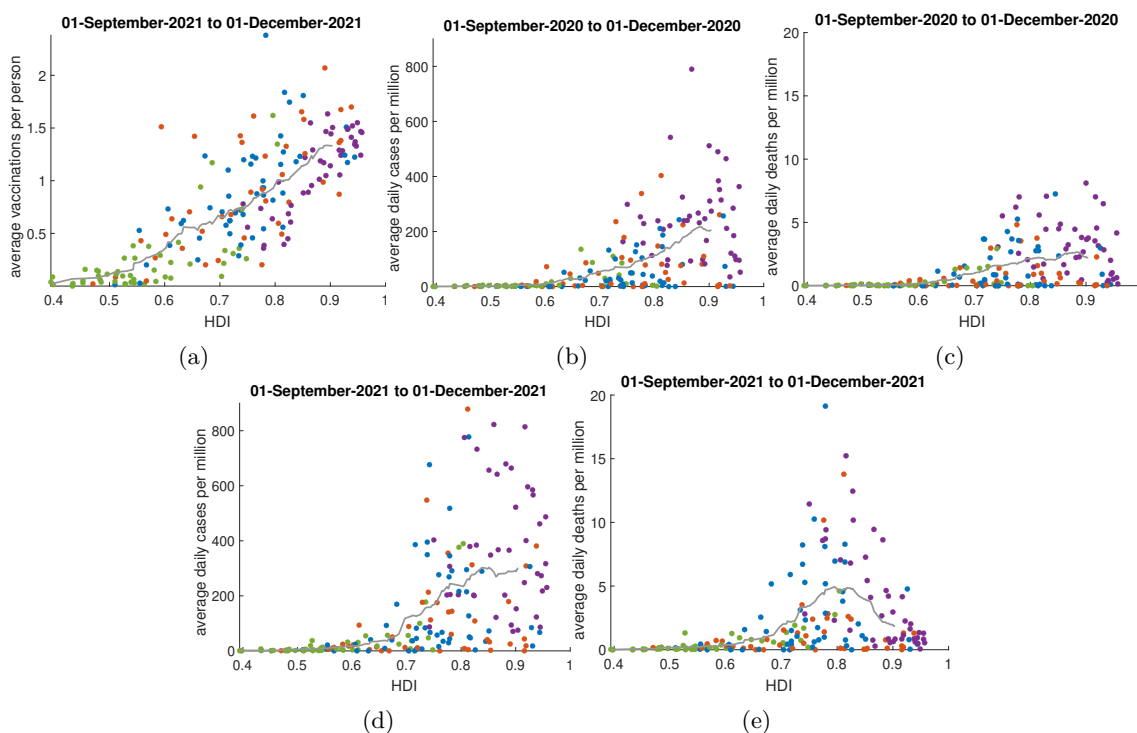 01-September-2021 to 01-December-2021
average vaccinations per person
2
1.5
1
0.5
0.4 0.5 0.6 0.7 0.8 0.9 1
HDI
(a)
01-September-2020 to 01-December-2020
average daily cases per million
800
600
400
200
0
0.4 0.5 0.6 0.7 0.8 0.9 1
HDI
(b)
01-September-2020 to 01-December-2020
average daily deaths per million
20
15
10
5
0
0.4 0.5 0.6 0.7 0.8 0.9 1
HDI
(c)
01-September-2021 to 01-December-2021
average daily cases per million
800
600
400
200
0
0.4 0.5 0.6 0.7 0.8 0.9 1
HDI
(d)
01-September-2021 to 01-December-2021
average daily deaths per million
20
15
10
5
0
0.4 0.5 0.6 0.7 0.8 0.9 1
HDI
(e)